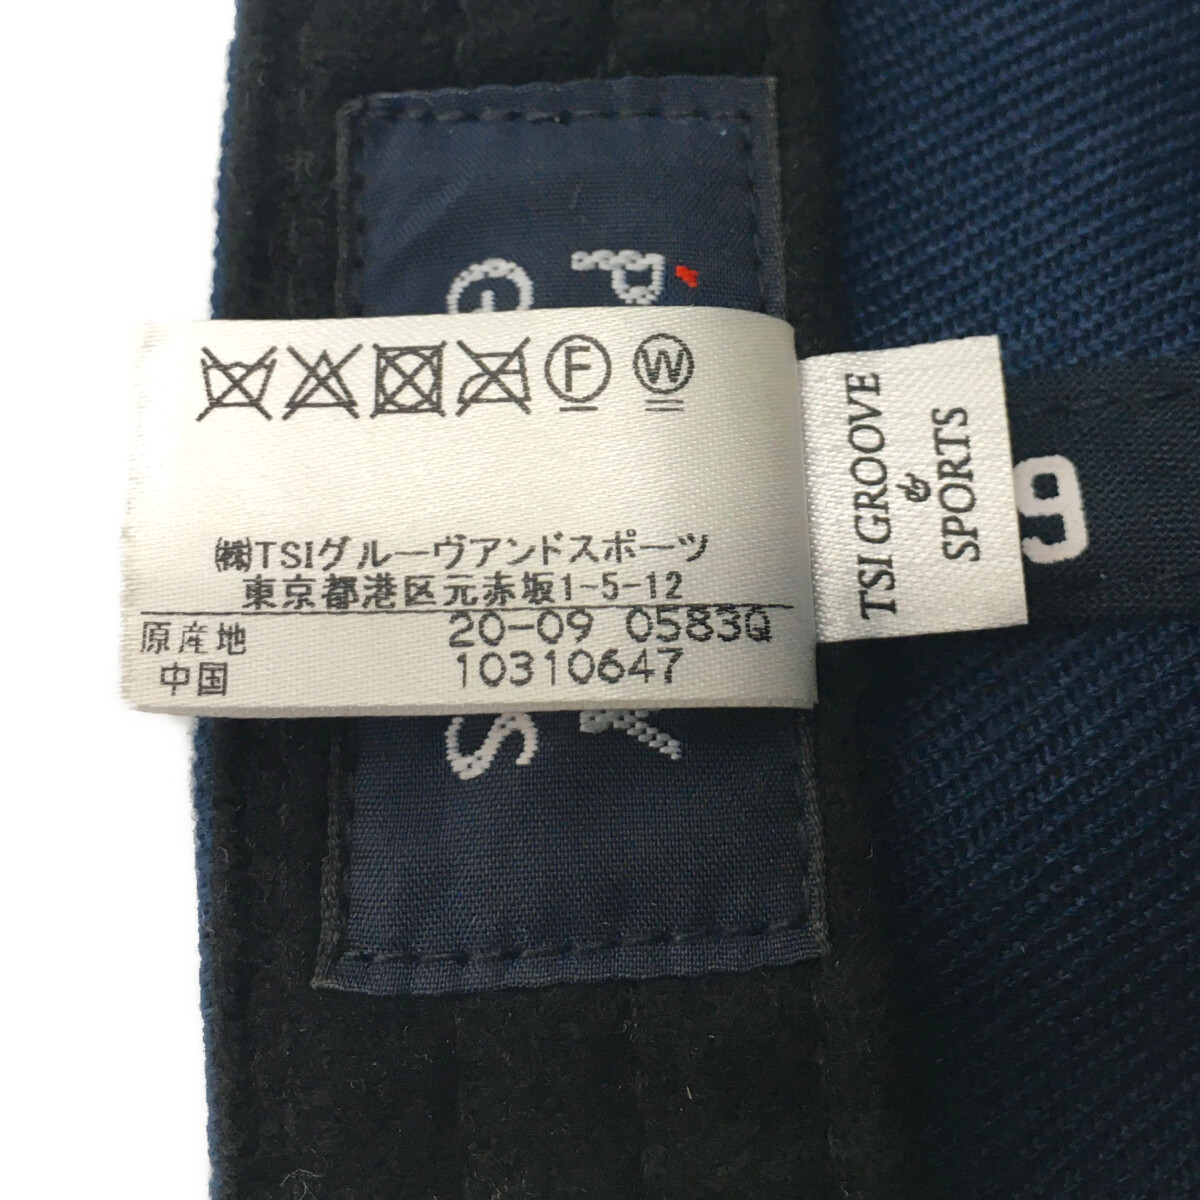 F W
㈱TSIグルーヴアンドスポーツ
東京都港区元赤坂1-5-12
原産地 20-09 0583Q
中国 10310647
TSI GROOVE
&
SPORTS
P
G
Y
S
9